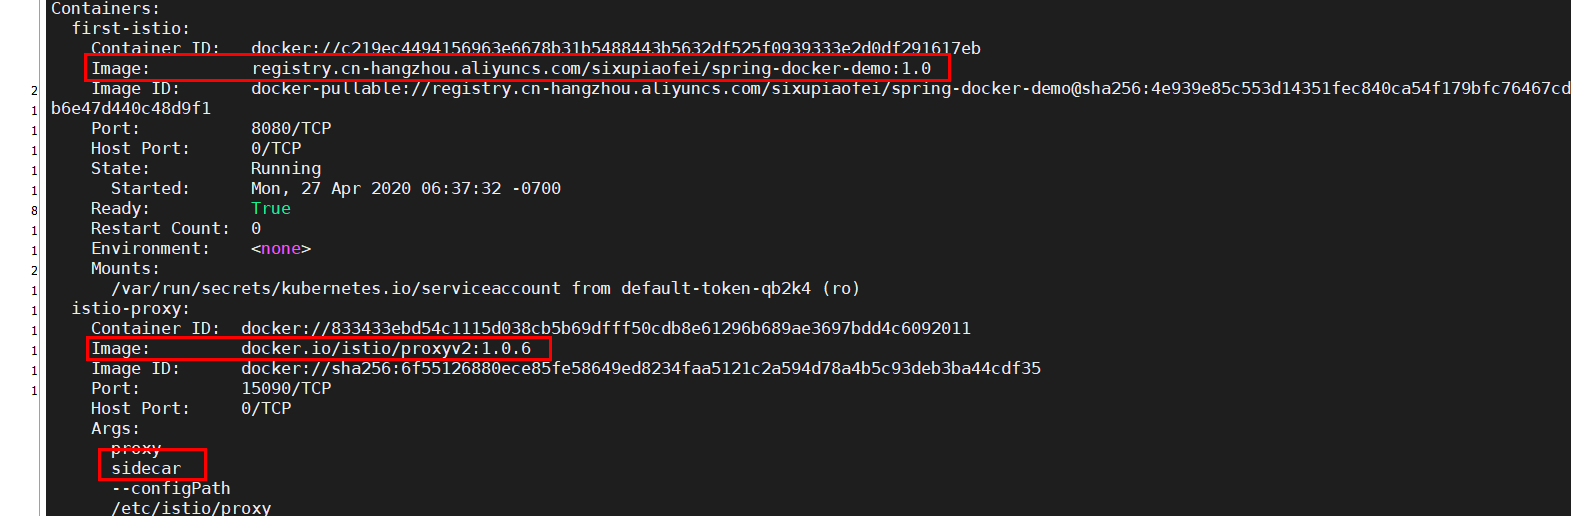 Containers:
first-istio:
Container ID: docker://c219ec4494156963e6678b31b5488443b5632df525f0939333e2d0df291617eb
Image: registry.cn-hangzhou.aliyuncs.com/sixupiaofei/spring-docker-demo:1.0
Image ID: docker-pullable://registry.cn-hangzhou.aliyuncs.com/sixupiaofei/spring-docker-demo@sha256:4e939e85c553d14351fec840ca54f179bfc76467cd
2
b6e47d440c48d9f1
1
Port: 8080/TCP
1
Host Port: 0/TCP
1
State: Running
1
Started: Mon, 27 Apr 2020 06:37:32 -0700
1
Ready: True
8
Restart Count: 0
1
Environment: <none>
1
Mounts:
2
/var/run/secrets/kubernetes.io/serviceaccount from default-token-qb2k4 (ro)
1
istio-proxy:
1
Container ID: docker://833433ebd54c1115d038cb5b69dfff50cdb8e61296b689ae3697bdd4c6092011
1
Image: docker.io/istio/proxyv2:1.0.6
1
Image ID: docker://sha256:6f55126880ece85fe58649ed8234faa5121c2a594d78a4b5c93deb3ba44cdf35
1
Port: 15090/TCP
1
Host Port: 0/TCP
Args:
proxy
sidecar
--configPath
/etc/istio/proxy